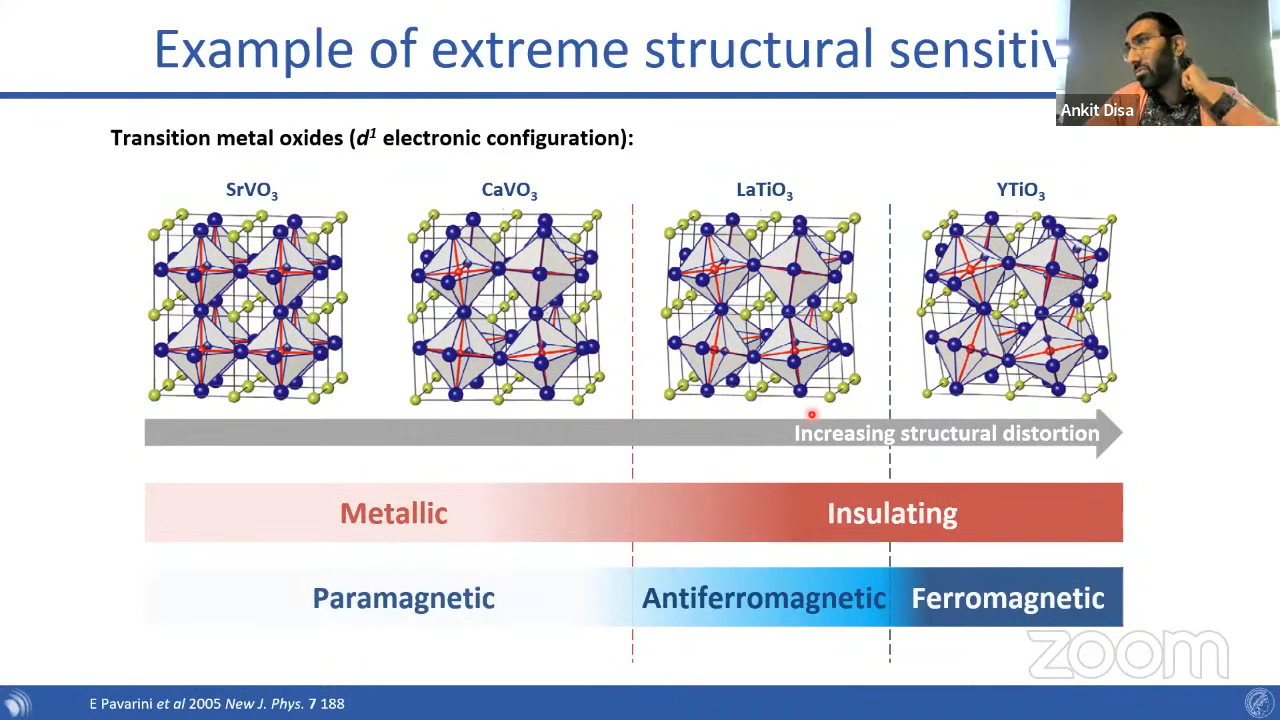 Example of extreme structural sensitiv
Ankit Disa
Transition metal oxides (d¹ electronic configuration):
SrVO₃
CaVO₃
LaTiO₃
YTiO₃
Increasing structural distortion
Metallic
Insulating
Paramagnetic
Antiferromagnetic
Ferromagnetic
zoom
E Pavarini et al 2005 New J. Phys. 7 188